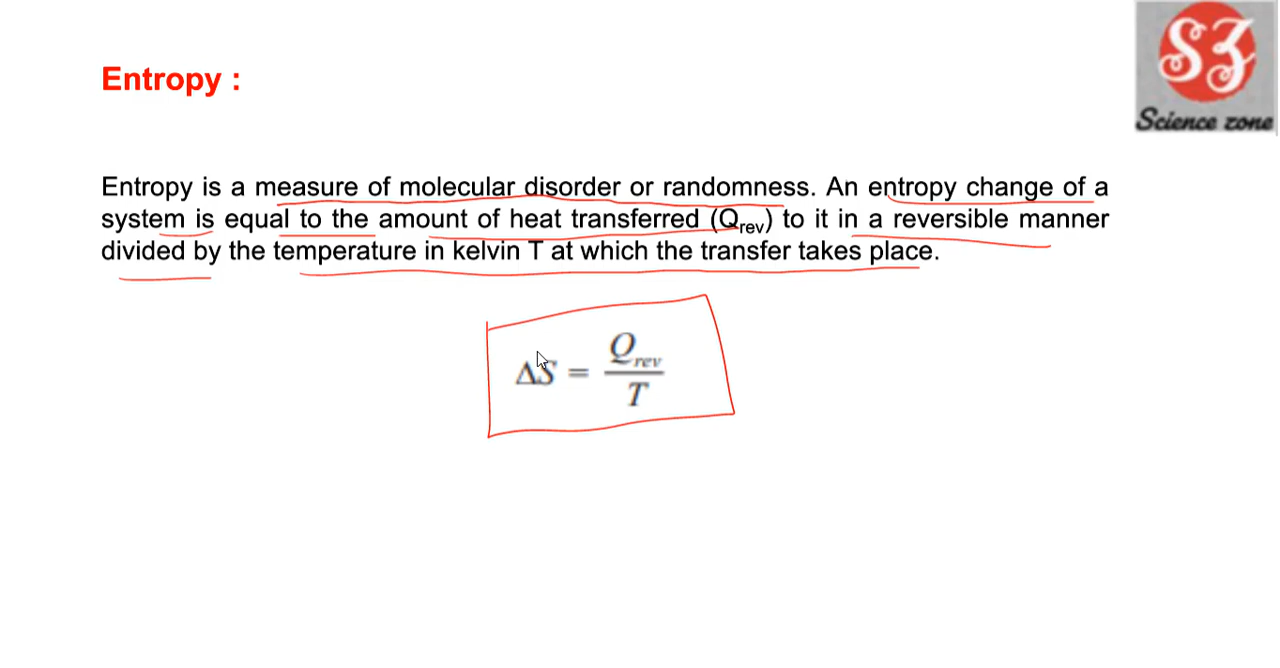 SZ
Science zone
Entropy :
Entropy is a measure of molecular disorder or randomness. An entropy change of a
system is equal to the amount of heat transferred (Qrev) to it in a reversible manner
divided by the temperature in kelvin T at which the transfer takes place.
ΔS = Qrev / T